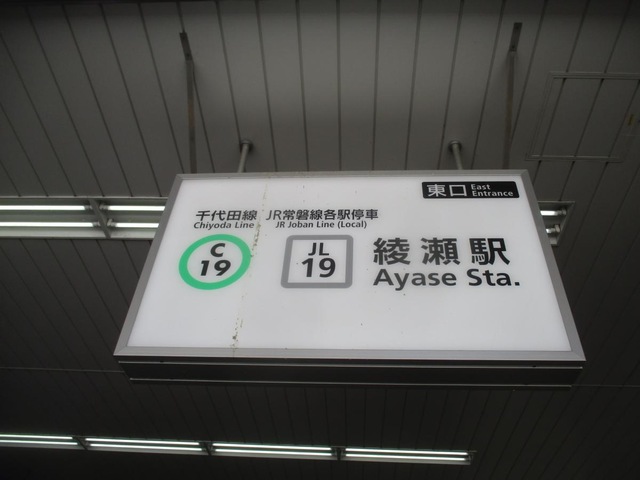 東口 East Entrance
千代田線 JR常磐線各駅停車
Chiyoda Line JR Joban Line (Local)
C 19
JL 19
綾瀬駅
Ayase Sta.